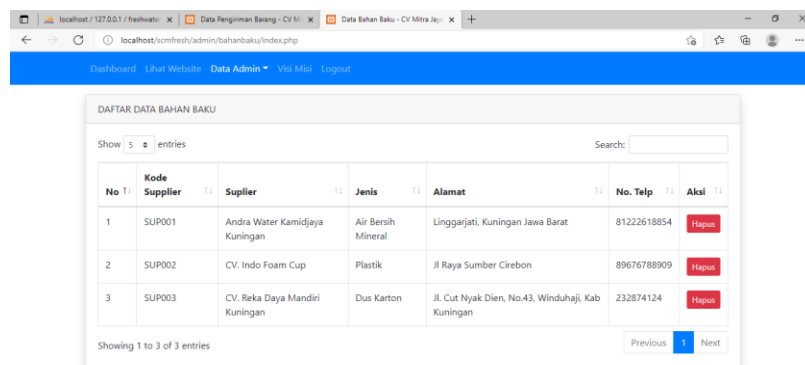 localhost / 127.0.0.1 / freshwater
Data Pengiriman Barang - CV Mi
Data Bahan Baku - CV Mitra Jaya
localhost/scmfresh/admin/bahanbaku/index.php
Dashboard Lihat Website Data Admin Visi Misi Logout
DAFTAR DATA BAHAN BAKU
Show 5 entries Search:
No Kode Supplier Suplier Jenis Alamat No. Telp Aksi
1 SUP001 Andra Water Kamidjaya Kuningan Air Bersih Mineral Linggarjati, Kuningan Jawa Barat 81222618854 Hapus
2 SUP002 CV. Indo Foam Cup Plastik Jl Raya Sumber Cirebon 89676788909 Hapus
3 SUP003 CV. Reka Daya Mandiri Kuningan Dus Karton Jl. Cut Nyak Dien, No.43, Winduhaji, Kab Kuningan 232874124 Hapus
Showing 1 to 3 of 3 entries Previous 1 Next